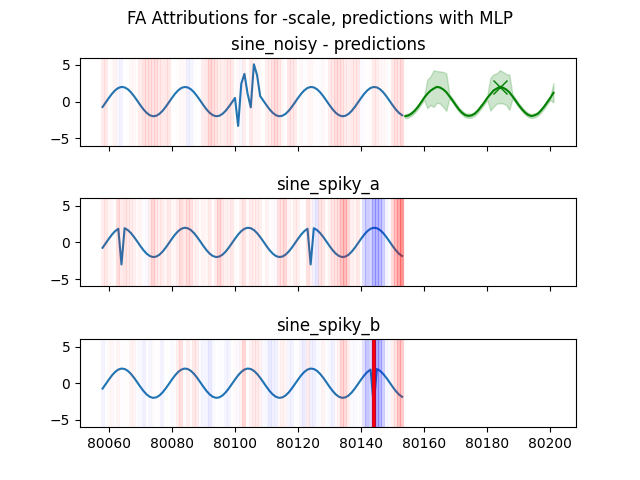 FA Attributions for -scale, predictions with MLP
sine_noisy - predictions
5
0
−5
sine_spiky_a
5
0
−5
sine_spiky_b
5
0
−5
80060 80080 80100 80120 80140 80160 80180 80200